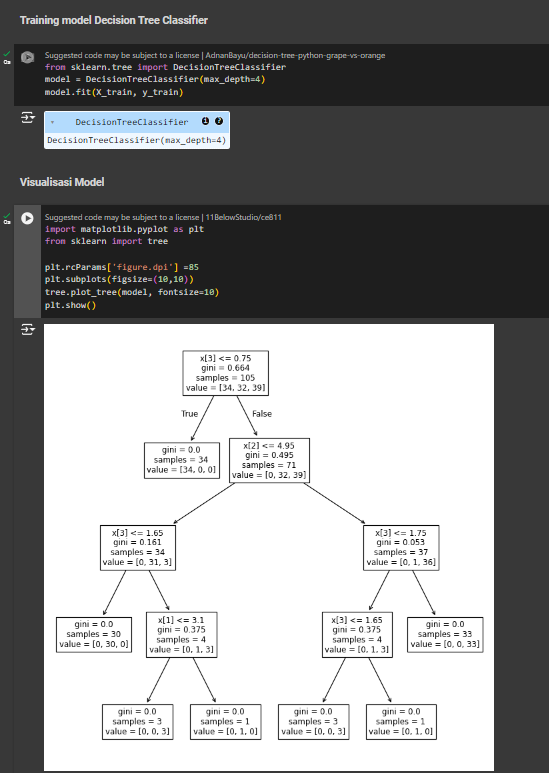 Training model Decision Tree Classifier
Suggested code may be subject to a license | AdnanBayu/decision-tree-python-grape-vs-orange
from sklearn.tree import DecisionTreeClassifier
model = DecisionTreeClassifier(max_depth=4)
model.fit(X_train, y_train)
0s
DecisionTreeClassifier i ?
DecisionTreeClassifier(max_depth=4)
Visualisasi Model
Suggested code may be subject to a license | 11BelowStudio/ce811
0s
import matplotlib.pyplot as plt
from sklearn import tree
plt.rcParams['figure.dpi'] =85
plt.subplots(figsize=(10,10))
tree.plot_tree(model, fontsize=10)
plt.show()
x[3] <= 0.75
gini = 0.664
samples = 105
value = [34, 32, 39]
True
False
gini = 0.0
samples = 34
value = [34, 0, 0]
x[2] <= 4.95
gini = 0.495
samples = 71
value = [0, 32, 39]
x[3] <= 1.65
gini = 0.161
samples = 34
value = [0, 31, 3]
x[3] <= 1.75
gini = 0.053
samples = 37
value = [0, 1, 36]
gini = 0.0
samples = 30
value = [0, 30, 0]
x[1] <= 3.1
gini = 0.375
samples = 4
value = [0, 1, 3]
x[3] <= 1.65
gini = 0.375
samples = 4
value = [0, 1, 3]
gini = 0.0
samples = 33
value = [0, 0, 33]
gini = 0.0
samples = 3
value = [0, 0, 3]
gini = 0.0
samples = 1
value = [0, 1, 0]
gini = 0.0
samples = 3
value = [0, 0, 3]
gini = 0.0
samples = 1
value = [0, 1, 0]